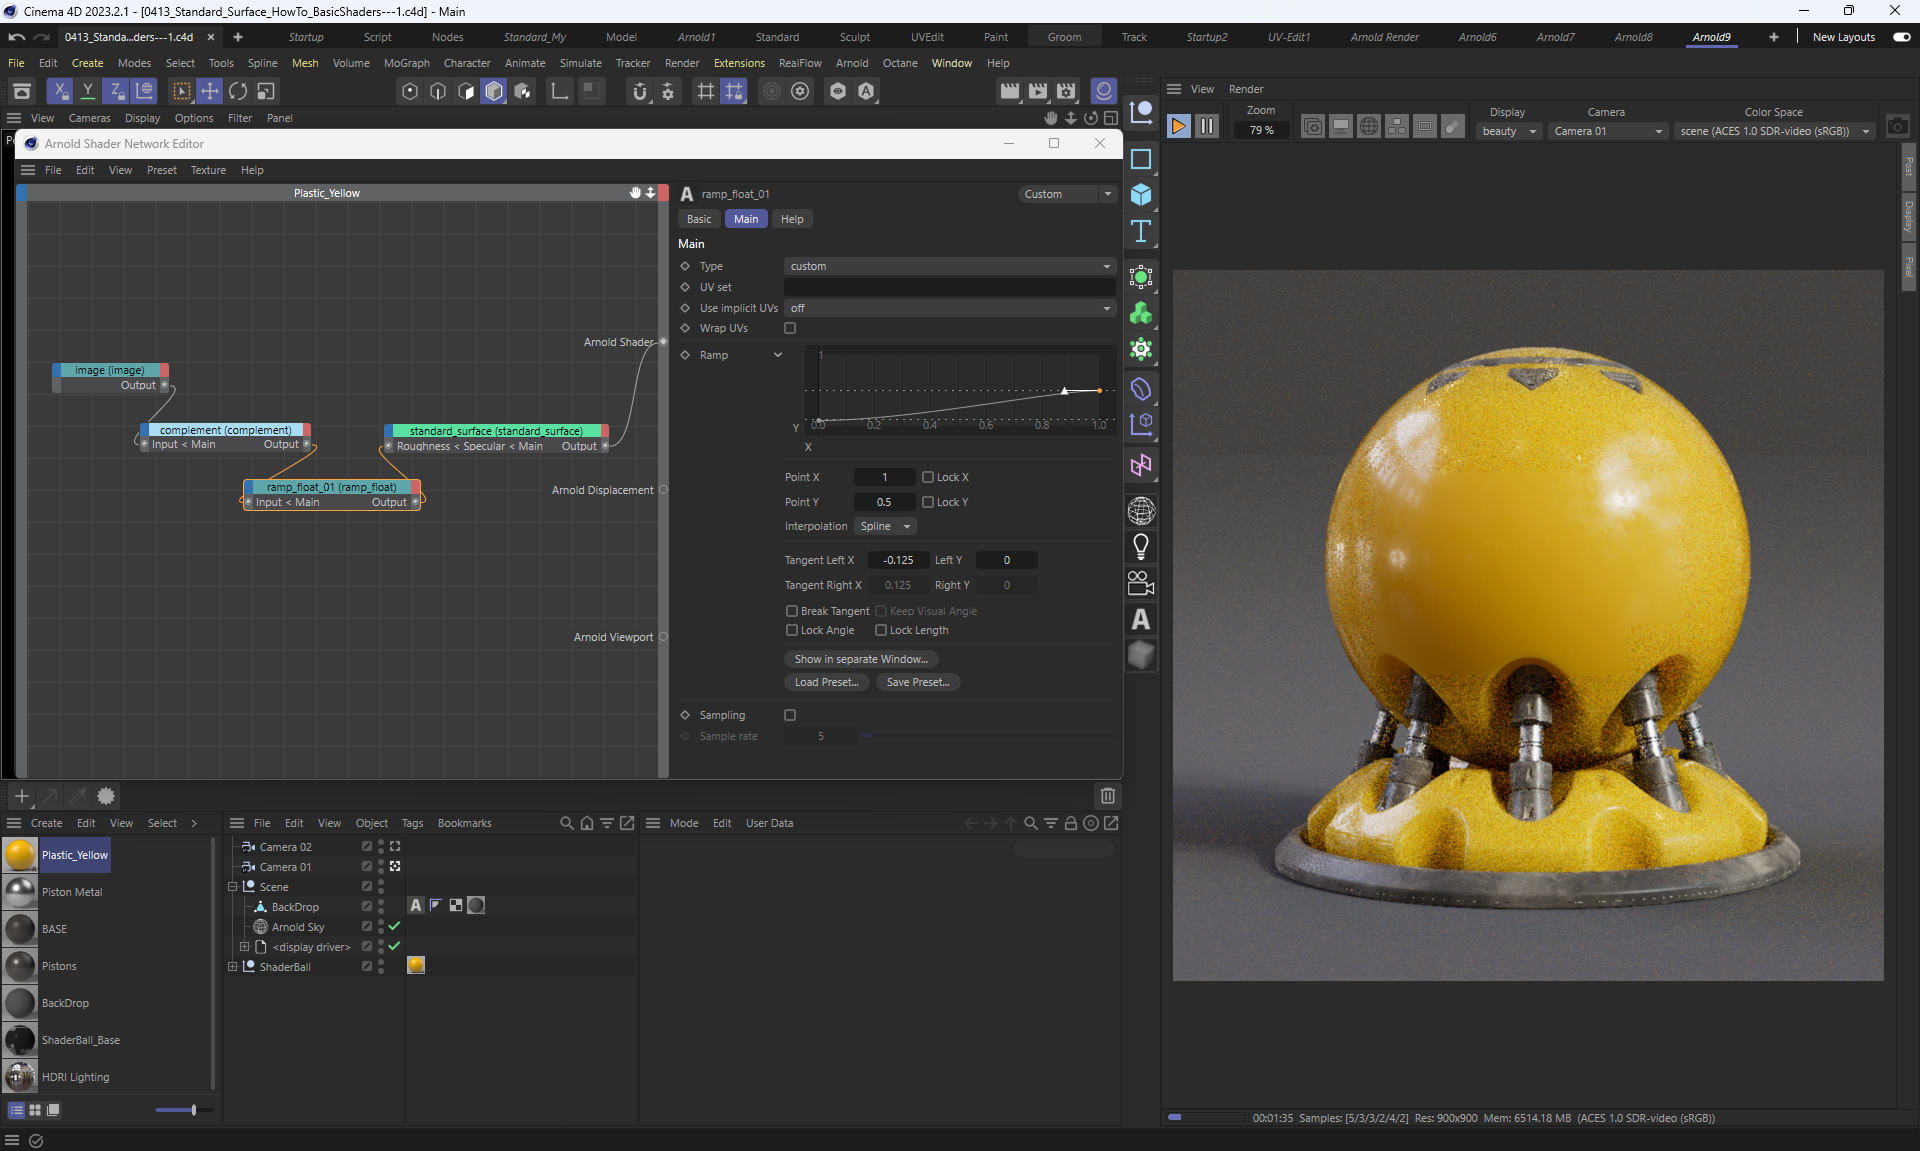 Cinema 4D 2023.2.1 - [0413_Standard_Surface_HowTo_BasicShaders---1.c4d] - Main
0413_Standa...ders---1.c4d
Startup Script Nodes Standard_My Model Arnold1 Standard Sculpt UVEdit Paint Groom Track Startup2 UV-Edit1 Arnold Render Arnold6 Arnold7 Arnold8 Arnold9 New Layouts
File Edit Create Modes Select Tools Spline Mesh Volume MoGraph Character Animate Simulate Tracker Render Extensions RealFlow Arnold Octane Window Help
View Cameras Display Options Filter Panel
Arnold Shader Network Editor
File Edit View Preset Texture Help
Plastic_Yellow
Arnold Shader
image (image)
Output
complement (complement)
Input < Main Output
standard_surface (standard_surface)
Roughness < Specular < Main Output
ramp_float_01 (ramp_float)
Input < Main Output
Arnold Displacement
Arnold Viewport
ramp_float_01
Custom
Basic Main Help
Main
Type custom
UV set
Use implicit UVs off
Wrap UVs
Ramp
1
Y 0.0 0.2 0.4 0.6 0.8 1.0
X
Point X 1 Lock X
Point Y 0.5 Lock Y
Interpolation Spline
Tangent Left X -0.125 Left Y 0
Tangent Right X 0.125 Right Y 0
Break Tangent Keep Visual Angle
Lock Angle Lock Length
Show in separate Window...
Load Preset... Save Preset...
Sampling
Sample rate 5
View Render
Zoom
79 %
Display
beauty
Camera
Camera 01
Color Space
scene (ACES 1.0 SDR-video (sRGB))
Post
Display
Pixel
Create Edit View Select
Plastic_Yellow
Piston Metal
BASE
Pistons
BackDrop
ShaderBall_Base
HDRI Lighting
File Edit View Object Tags Bookmarks
Camera 02
Camera 01
Scene
BackDrop
Arnold Sky
<display driver>
ShaderBall
Mode Edit User Data
00:01:35 Samples: [5/3/3/2/4/2] Res: 900x900 Mem: 6514.18 MB (ACES 1.0 SDR-video (sRGB))